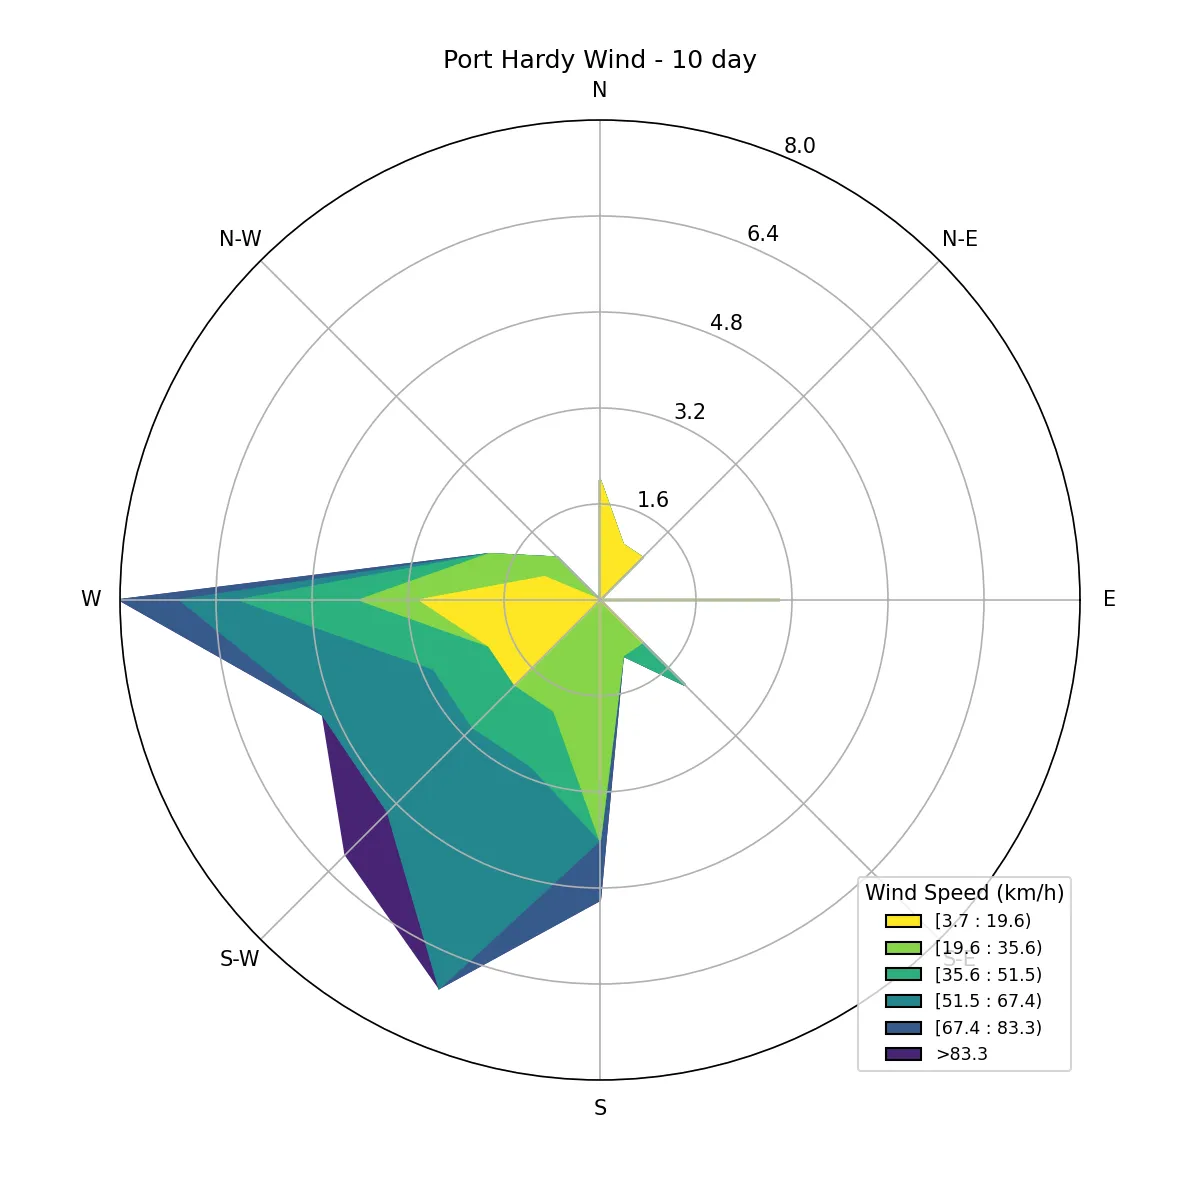 Port Hardy Wind - 10 day
N
8.0
N-W
N-E
6.4
4.8
3.2
1.6
W
E
S-W
S-E
S
Wind Speed (km/h)
[3.7 : 19.6)
[19.6 : 35.6)
[35.6 : 51.5)
[51.5 : 67.4)
[67.4 : 83.3)
>83.3